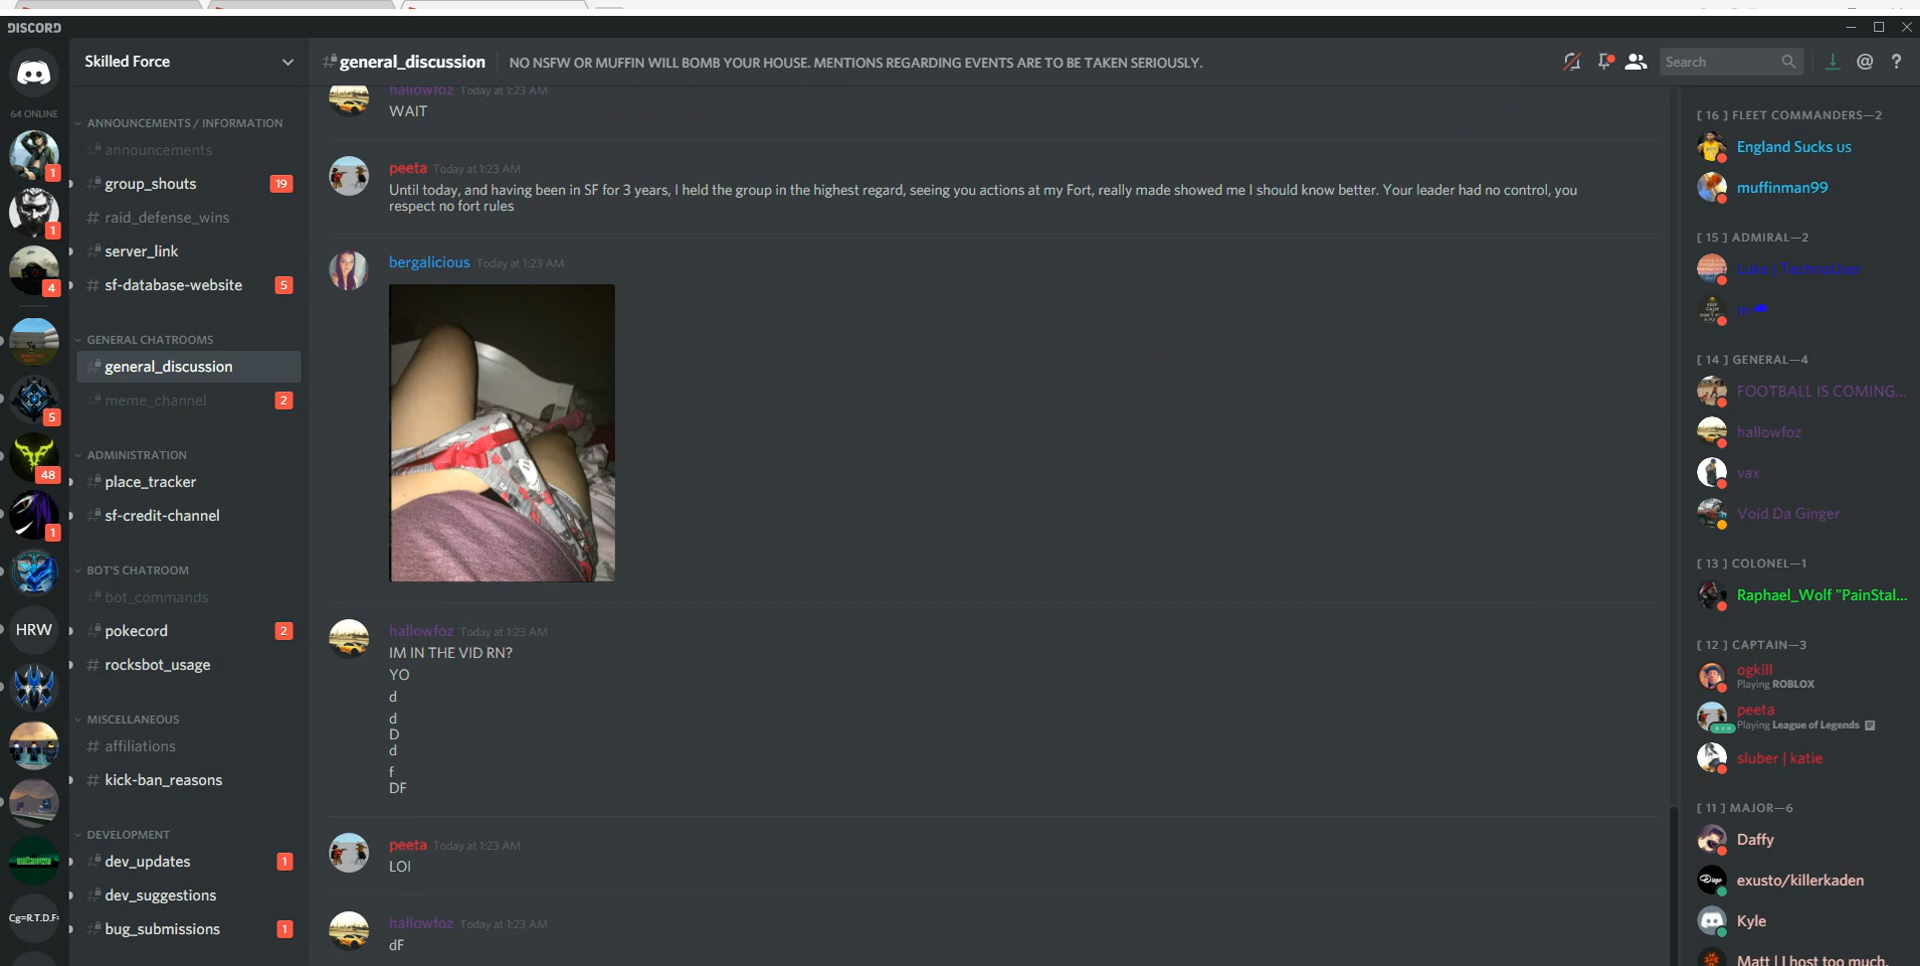 DISCORD
Skilled Force
general_discussion
NO NSFW OR MUFFIN WILL BOMB YOUR HOUSE. MENTIONS REGARDING EVENTS ARE TO BE TAKEN SERIOUSLY.
Search
@
?
64 ONLINE
1
1
4
5
48
1
HRW
Cg=R.T.D.F=
ANNOUNCEMENTS / INFORMATION
announcements
group_shouts 19
# raid_defense_wins
server_link
# sf-database-website 5
GENERAL CHATROOMS
general_discussion
meme_channel 2
ADMINISTRATION
place_tracker
sf-credit-channel
BOT'S CHATROOM
bot_commands
pokecord 2
# rocksbot_usage
MISCELLANEOUS
# affiliations
# kick-ban_reasons
DEVELOPMENT
dev_updates 1
dev_suggestions
bug_submissions 1
hallowfoz Today at 1:23 AM
WAIT
peeta Today at 1:23 AM
Until today, and having been in SF for 3 years, I held the group in the highest regard, seeing you actions at my Fort, really made showed me I should know better. Your leader had no control, you
respect no fort rules
bergalicious Today at 1:23 AM
hallowfoz Today at 1:23 AM
IM IN THE VID RN?
YO
d
d
D
d
f
DF
peeta Today at 1:23 AM
LOl
hallowfoz Today at 1:23 AM
dF
[ 16 ] FLEET COMMANDERS—2
England Sucks us
muffinman99
[ 15 ] ADMIRAL—2
[ 14 ] GENERAL—4
FOOTBALL IS COMING...
hallowfoz
vax
Void Da Ginger
[ 13 ] COLONEL—1
Raphael_Wolf "PainStal...
[ 12 ] CAPTAIN—3
ogkill
Playing ROBLOX
peeta
Playing League of Legends
sluber | katie
[ 11 ] MAJOR—6
Daffy
exusto/killerkaden
Kyle
Matt | I host too much.